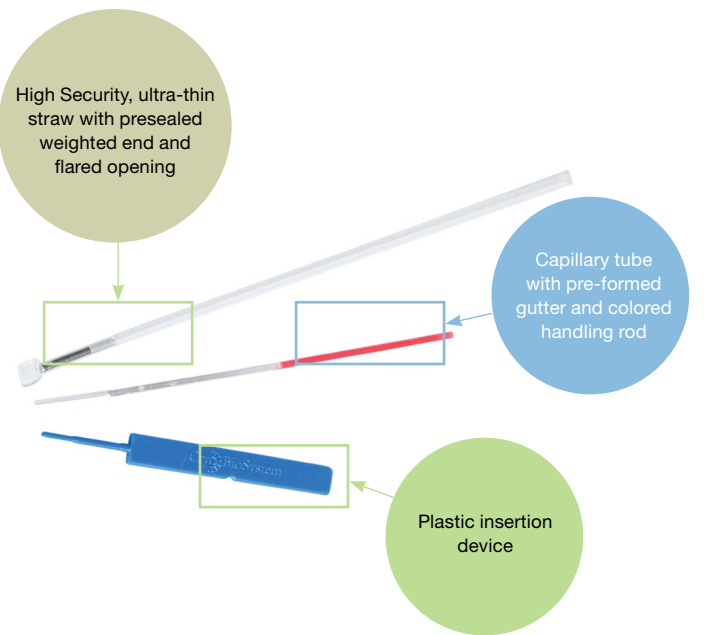 High Security, ultra-thin
straw with presealed
weighted end and
flared opening
Capillary tube
with pre-formed
gutter and colored
handling rod
CryoBioSystem
Plastic insertion
device